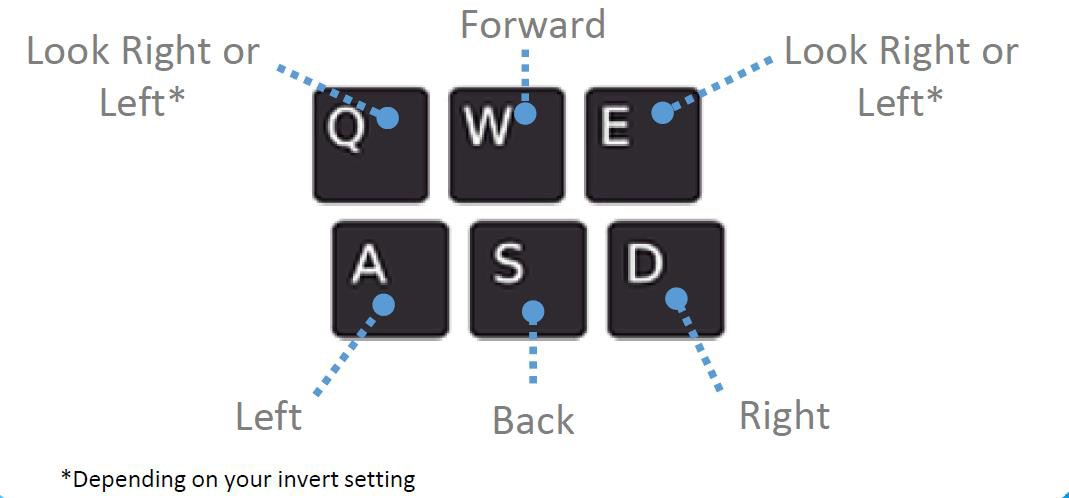 Forward
Look Right or
Left*
Look Right or
Left*
Q W E
A S D
Left
Back
Right
*Depending on your invert setting